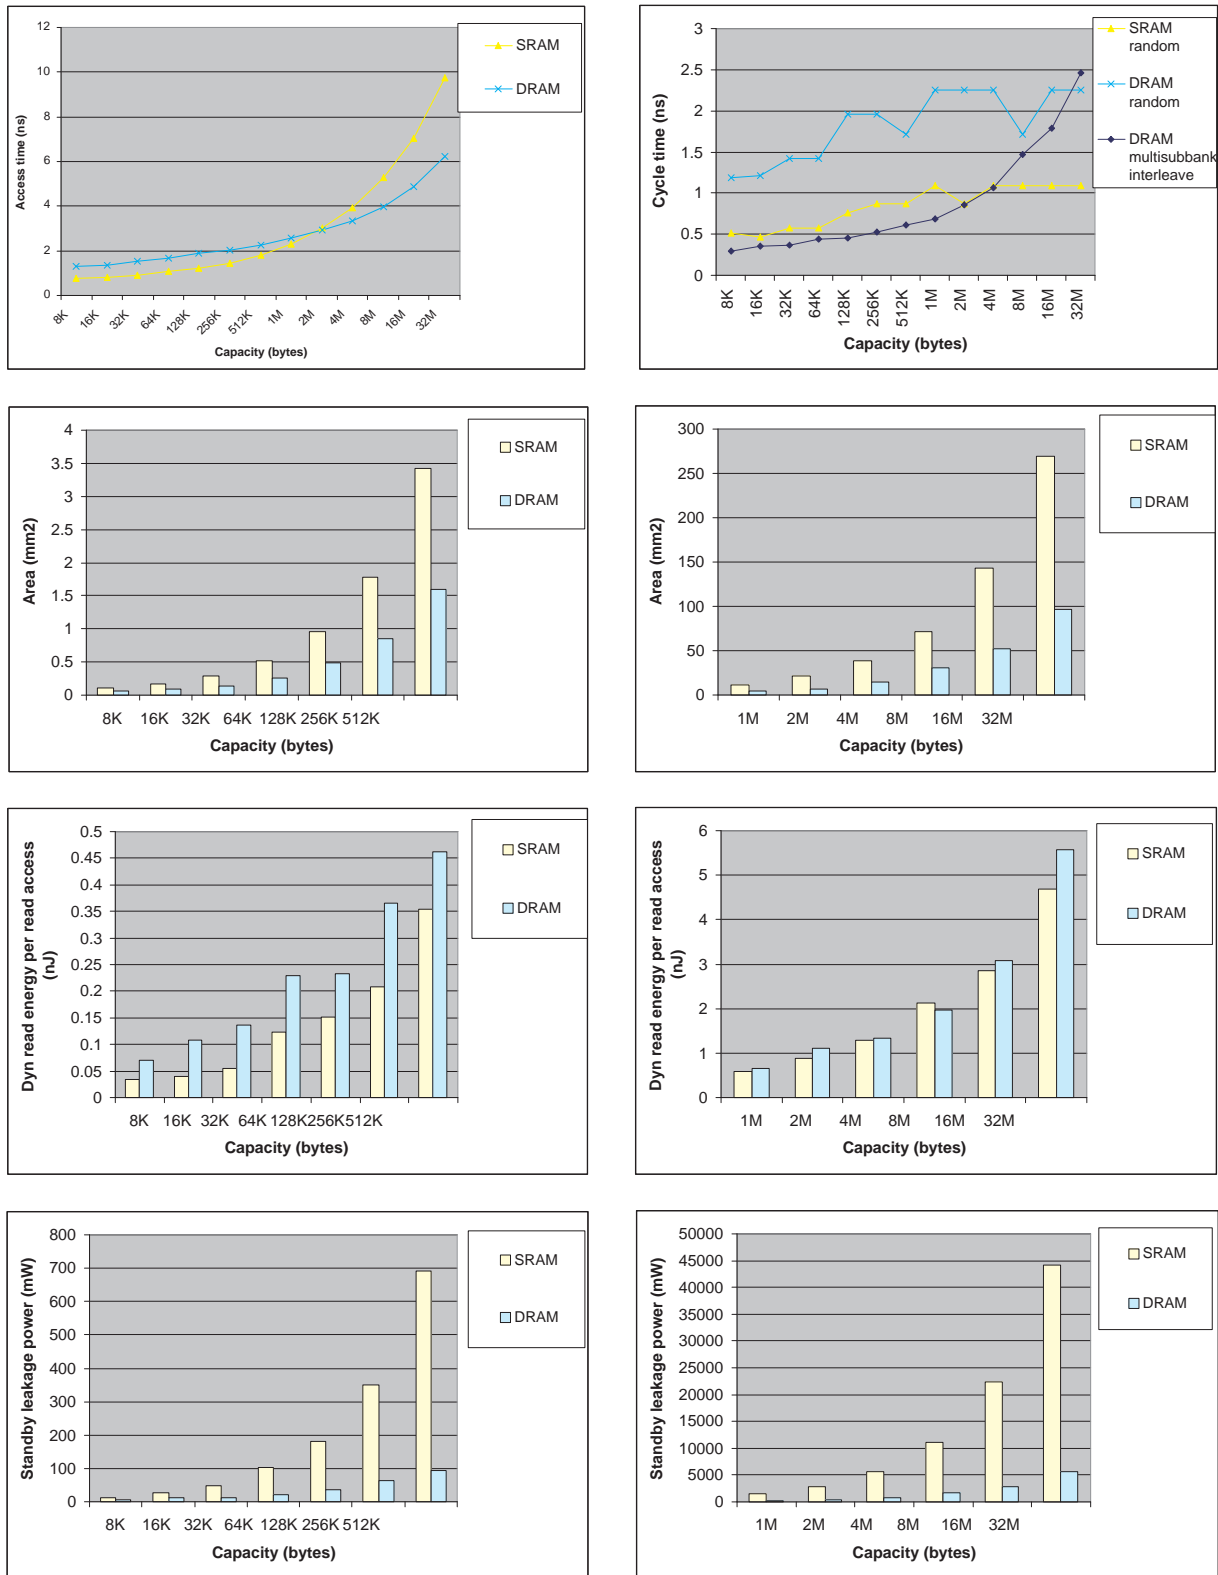 12
10
8
6
4
2
0
Access time (ns)
8K 16K 32K 64K 128K 256K 512K 1M 2M 4M 8M 16M 32M
Capacity (bytes)
SRAM
DRAM
3
2.5
2
1.5
1
0.5
0
Cycle time (ns)
8K 16K 32K 64K 128K 256K 512K 1M 2M 4M 8M 16M 32M
Capacity (bytes)
SRAM
random
DRAM
random
DRAM
multisubbank
interleave
4
3.5
3
2.5
2
1.5
1
0.5
0
Area (mm2)
8K 16K 32K 64K 128K 256K 512K
Capacity (bytes)
SRAM
DRAM
300
250
200
150
100
50
0
Area (mm2)
1M 2M 4M 8M 16M 32M
Capacity (bytes)
SRAM
DRAM
0.5
0.45
0.4
0.35
0.3
0.25
0.2
0.15
0.1
0.05
0
Dyn read energy per read access
(nJ)
8K 16K 32K 64K 128K 256K 512K
Capacity (bytes)
SRAM
DRAM
6
5
4
3
2
1
0
Dyn read energy per read access
(nJ)
1M 2M 4M 8M 16M 32M
Capacity (bytes)
SRAM
DRAM
800
700
600
500
400
300
200
100
0
Standby leakage power (mW)
8K 16K 32K 64K 128K 256K 512K
Capacity (bytes)
SRAM
DRAM
50000
45000
40000
35000
30000
25000
20000
15000
10000
5000
0
Standby leakage power (mW)
1M 2M 4M 8M 16M 32M
Capacity (bytes)
SRAM
DRAM